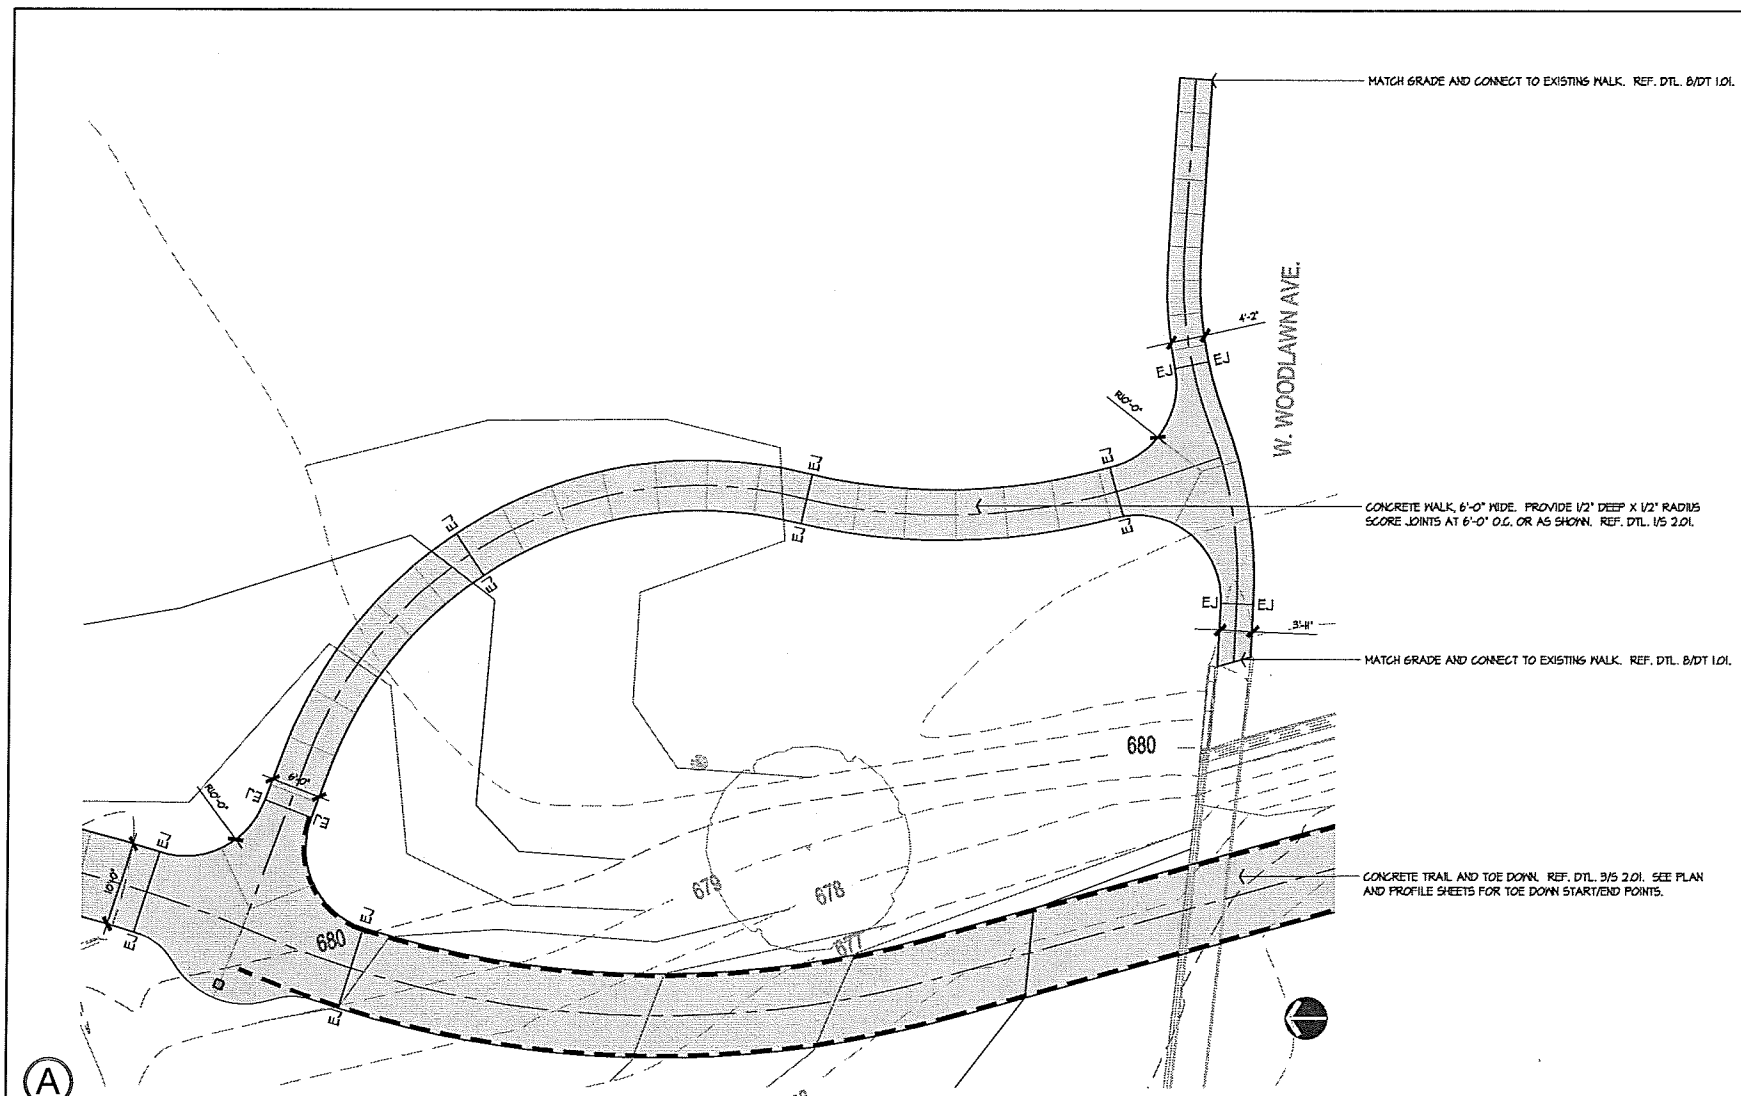 MATCH GRADE AND CONNECT TO EXISTING WALK. REF. DTL. 8/DT 1.01.
4'-2"
W. WOODLAWN AVE.
EJ
EJ
R10'-0"
EJ
EJ
CONCRETE WALK, 6'-0" WIDE. PROVIDE 1/2" DEEP X 1/2" RADIUS
SCORE JOINTS AT 6'-0" O.C. OR AS SHOWN. REF. DTL. 1/S 2.01.
EJ
EJ
EJ
EJ
EJ
EJ
3'-11"
MATCH GRADE AND CONNECT TO EXISTING WALK. REF. DTL. 8/DT 1.01.
680
6'-0"
R10'-0"
EJ
EJ
EJ
10'-0"
EJ
CONCRETE TRAIL AND TOE DOWN. REF. DTL. 3/S 2.01. SEE PLAN
AND PROFILE SHEETS FOR TOE DOWN START/END POINTS.
679
678
EJ
680
677
EJ
A